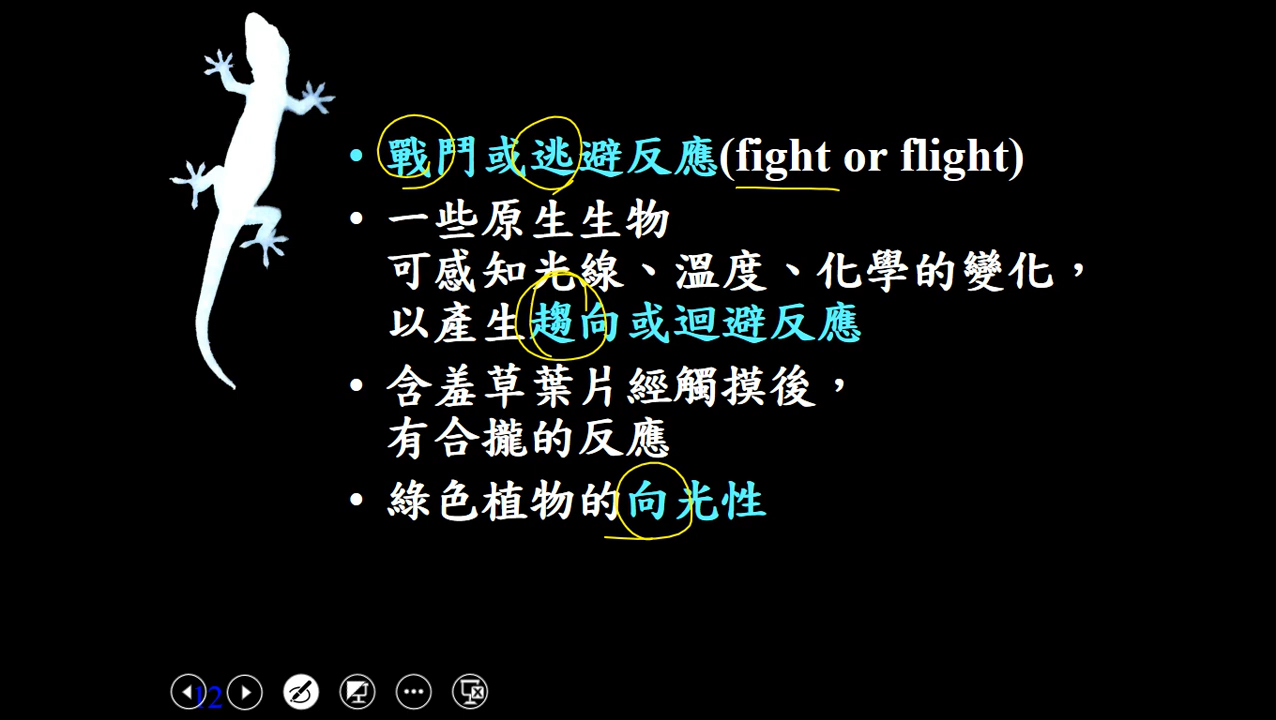 • 戰鬥或逃避反應(fight or flight)
• 一些原生生物
可感知光線、溫度、化學的變化，
以產生趨向或迴避反應
• 含羞草葉片經觸摸後，
有合攏的反應
• 綠色植物的向光性
12